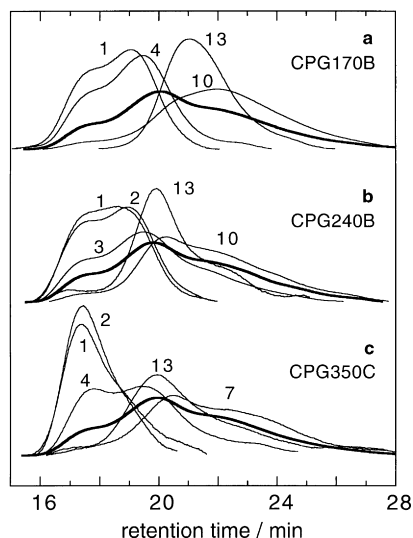 1 4 13 a
CPG170B
10
13 b
1 2 CPG240B
3 10
2 c
1 13 CPG350C
4 7
16 20 24 28
retention time / min